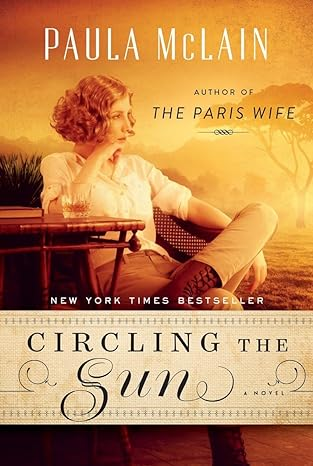 PAULA McLAIN
AUTHOR OF
THE PARIS WIFE
NEW YORK TIMES BESTSELLER
CIRCLING THE
Sun
A NOVEL